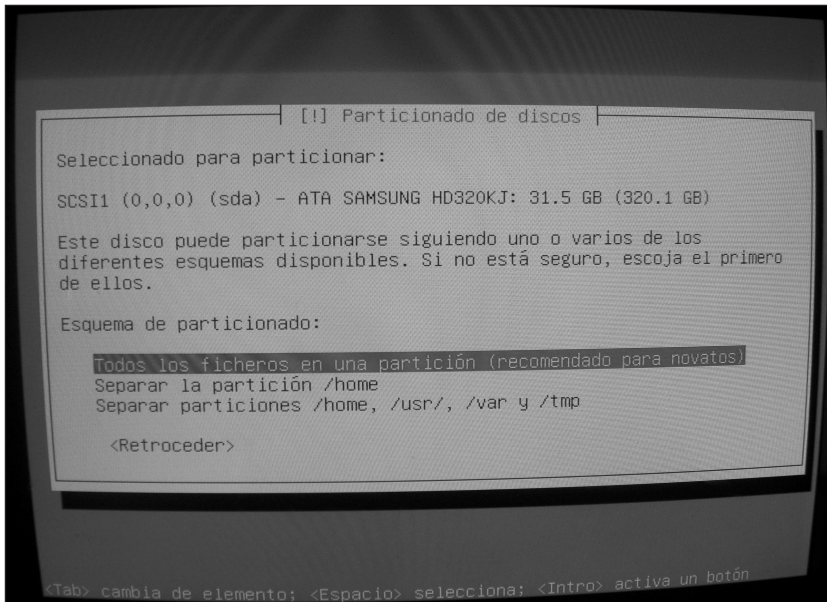 [!] Particionado de discos
Seleccionado para particionar:
SCSI1 (0,0,0) (sda) - ATA SAMSUNG HD320KJ: 31.5 GB (320.1 GB)
Este disco puede particionarse siguiendo uno o varios de los
diferentes esquemas disponibles. Si no está seguro, escoja el primero
de ellos.
Esquema de particionado:
Todos los ficheros en una partición (recomendado para novatos)
Separar la partición /home
Separar particiones /home, /usr/, /var y /tmp
<Retroceder>
<Tab> cambia de elemento; <Espacio> selecciona; <Intro> activa un botón